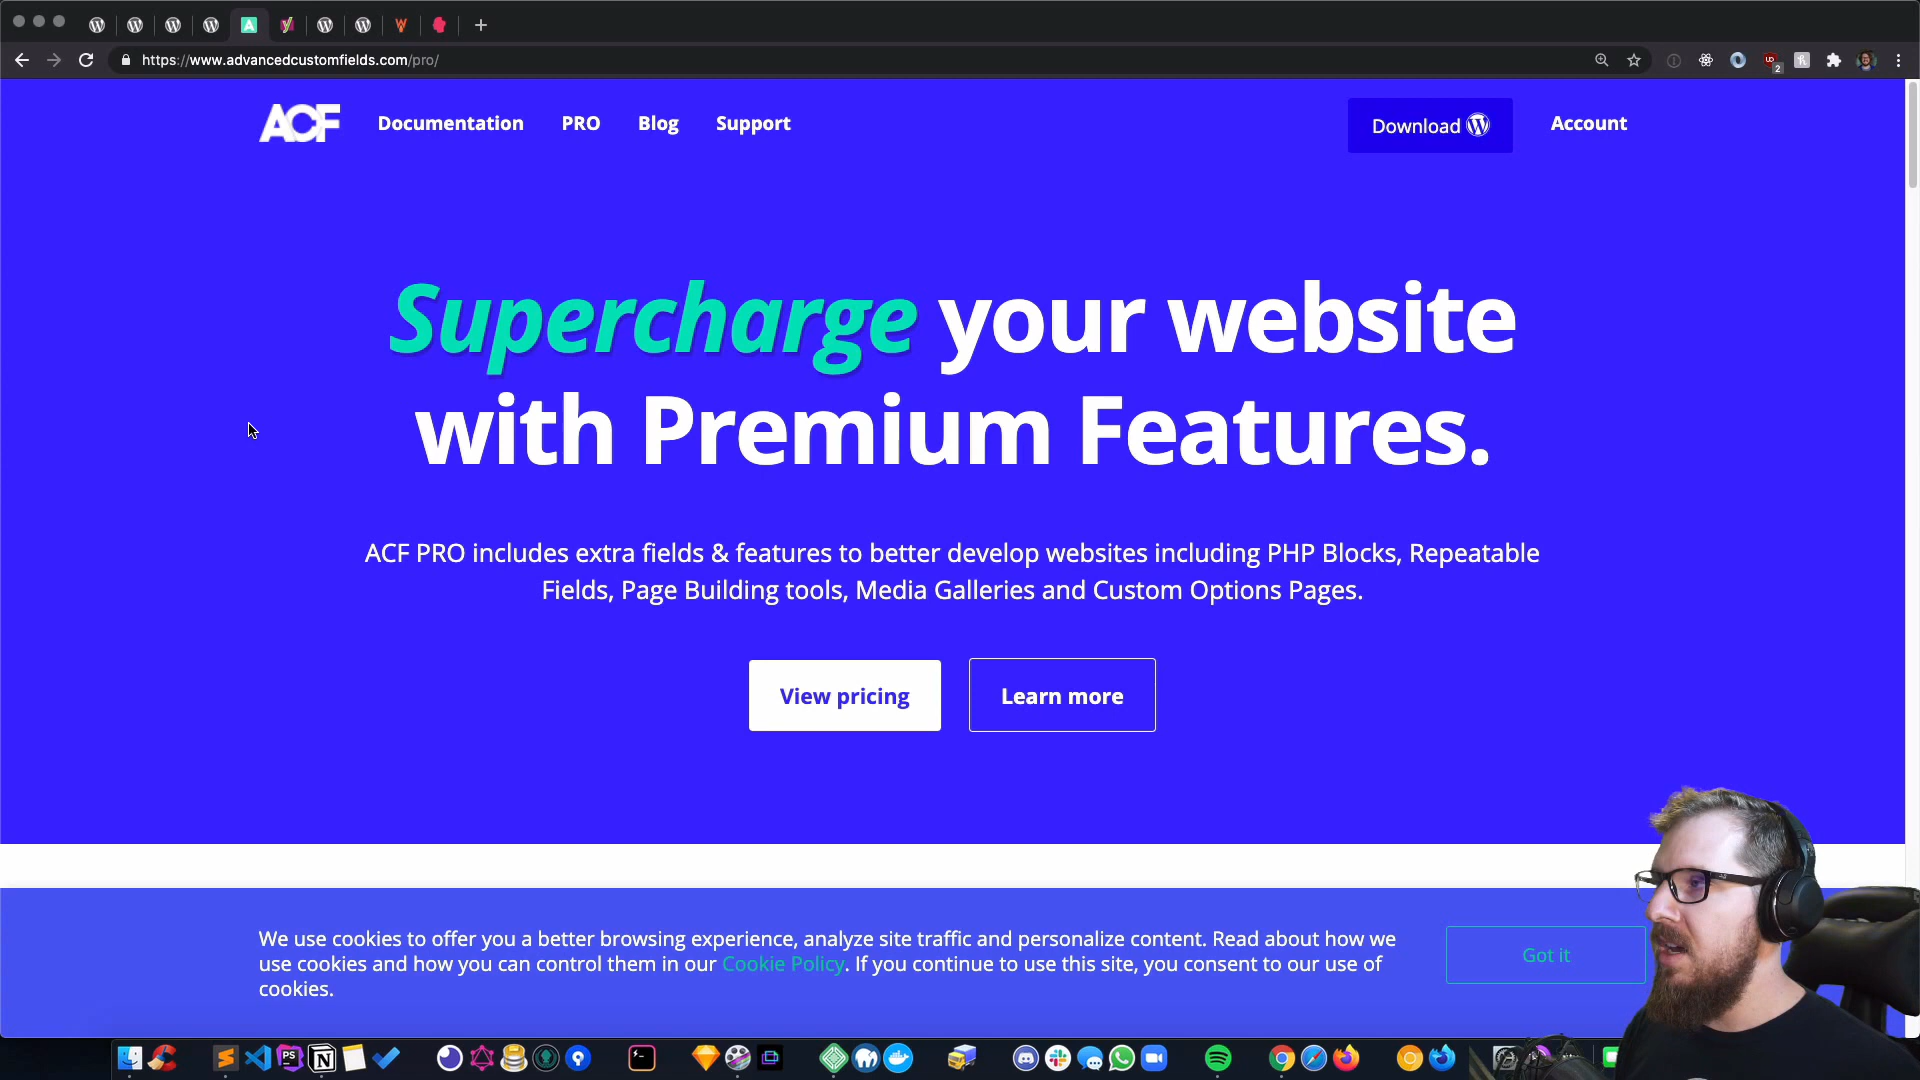 https://www.advancedcustomfields.com/pro/
2
ACF
Documentation
PRO
Blog
Support
Download
Account
Supercharge your website
with Premium Features.
ACF PRO includes extra fields & features to better develop websites including PHP Blocks, Repeatable
Fields, Page Building tools, Media Galleries and Custom Options Pages.
View pricing
Learn more
We use cookies to offer you a better browsing experience, analyze site traffic and personalize content. Read about how we
use cookies and how you can control them in our Cookie Policy. If you continue to use this site, you consent to our use of
cookies.
Got it